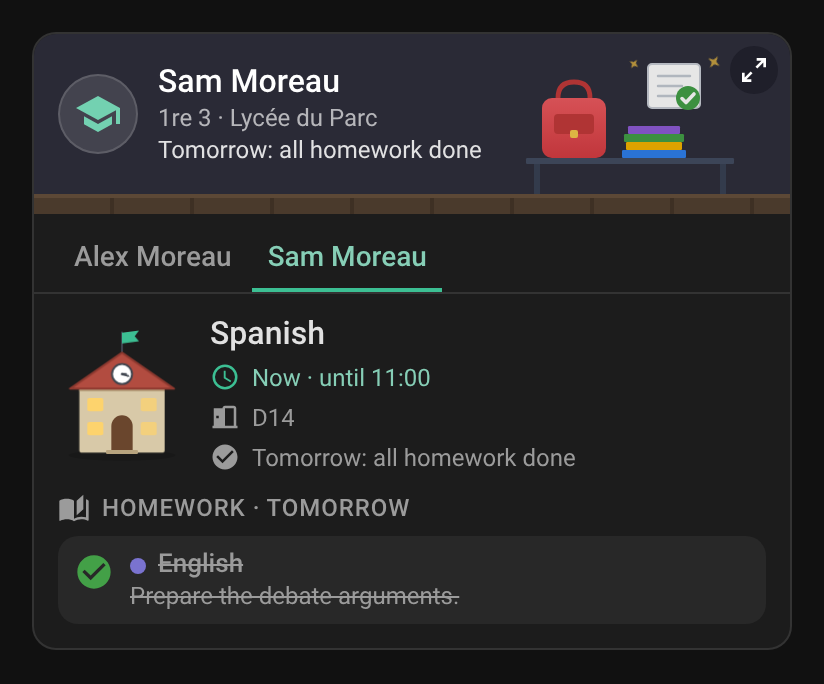 Sam Moreau
1re 3 · Lycée du Parc
Tomorrow: all homework done
Alex Moreau
Sam Moreau
Spanish
Now · until 11:00
D14
Tomorrow: all homework done
HOMEWORK · TOMORROW
English
Prepare the debate arguments.